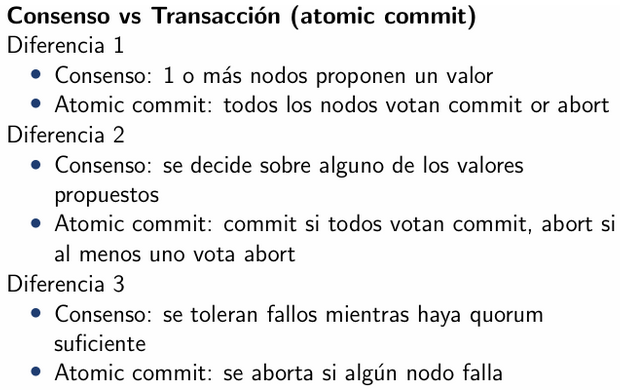 Consenso vs Transacción (atomic commit)
Diferencia 1
• Consenso: 1 o más nodos proponen un valor
• Atomic commit: todos los nodos votan commit or abort
Diferencia 2
• Consenso: se decide sobre alguno de los valores
propuestos
• Atomic commit: commit si todos votan commit, abort si
al menos uno vota abort
Diferencia 3
• Consenso: se toleran fallos mientras haya quorum
suficiente
• Atomic commit: se aborta si algún nodo falla